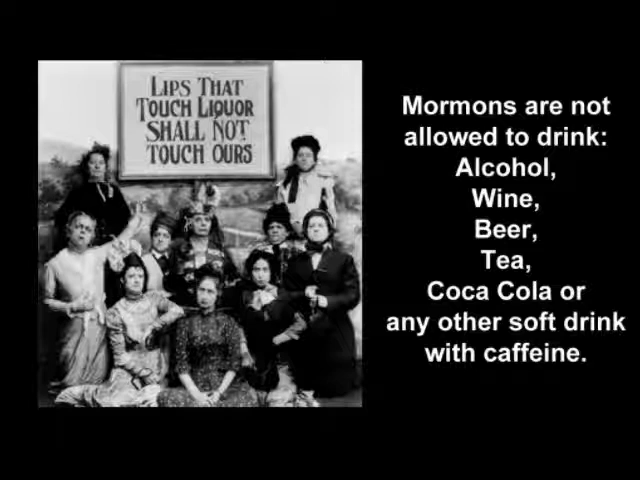 LIPS THAT
TOUCH LIQUOR
SHALL NOT
TOUCH OURS
Mormons are not
allowed to drink:
Alcohol,
Wine,
Beer,
Tea,
Coca Cola or
any other soft drink
with caffeine.